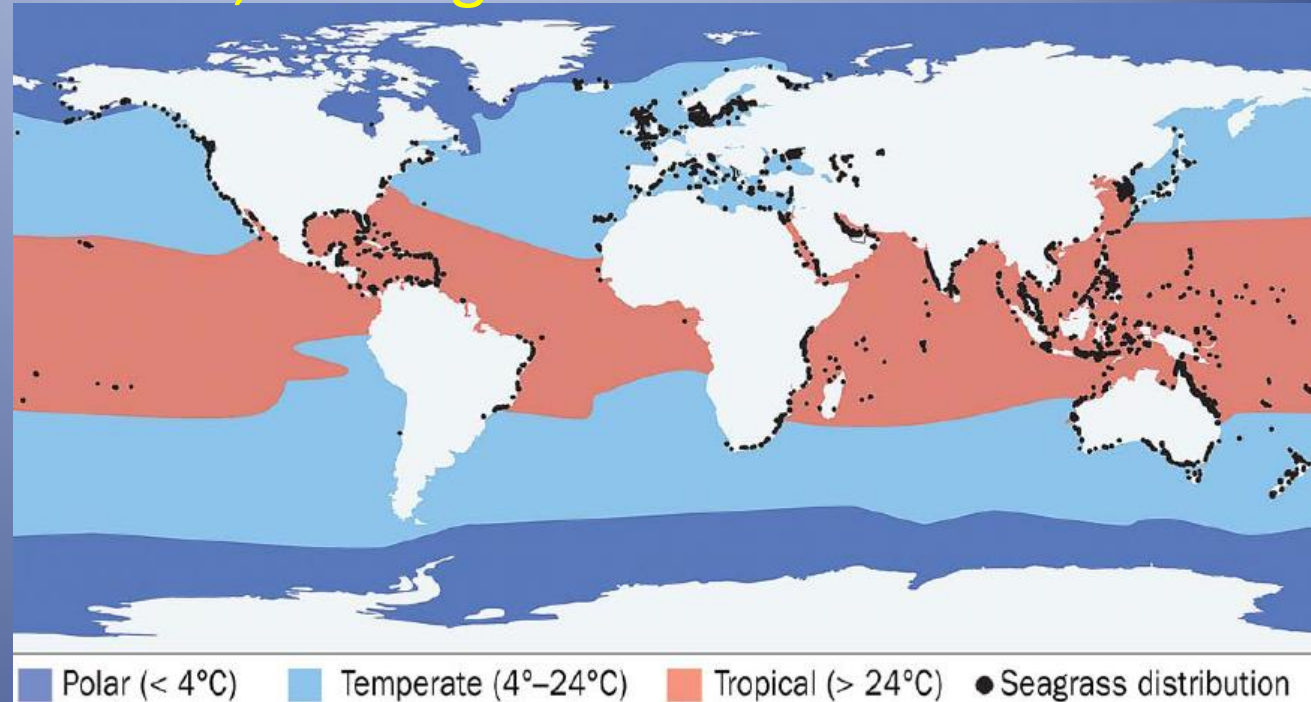 Polar (< 4°C) Temperate (4°–24°C) Tropical (> 24°C) Seagrass distribution